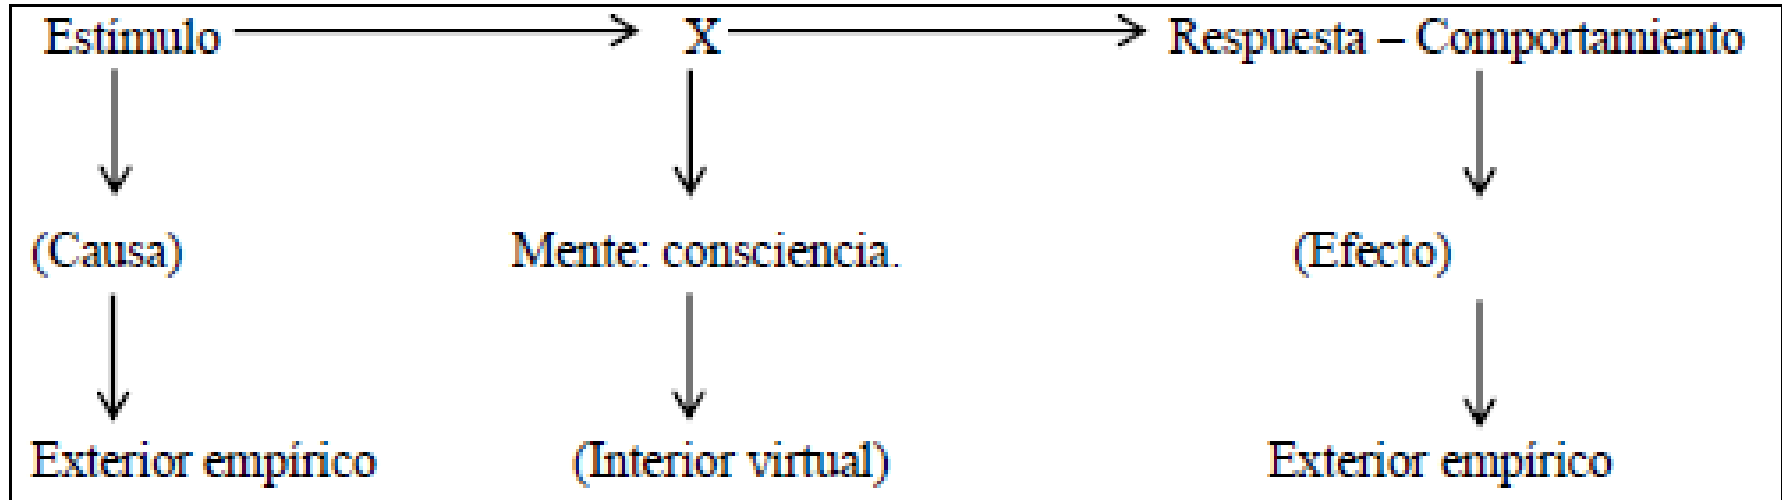 Estímulo X Respuesta – Comportamiento
(Causa) Mente: consciencia. (Efecto)
Exterior empírico (Interior virtual) Exterior empírico